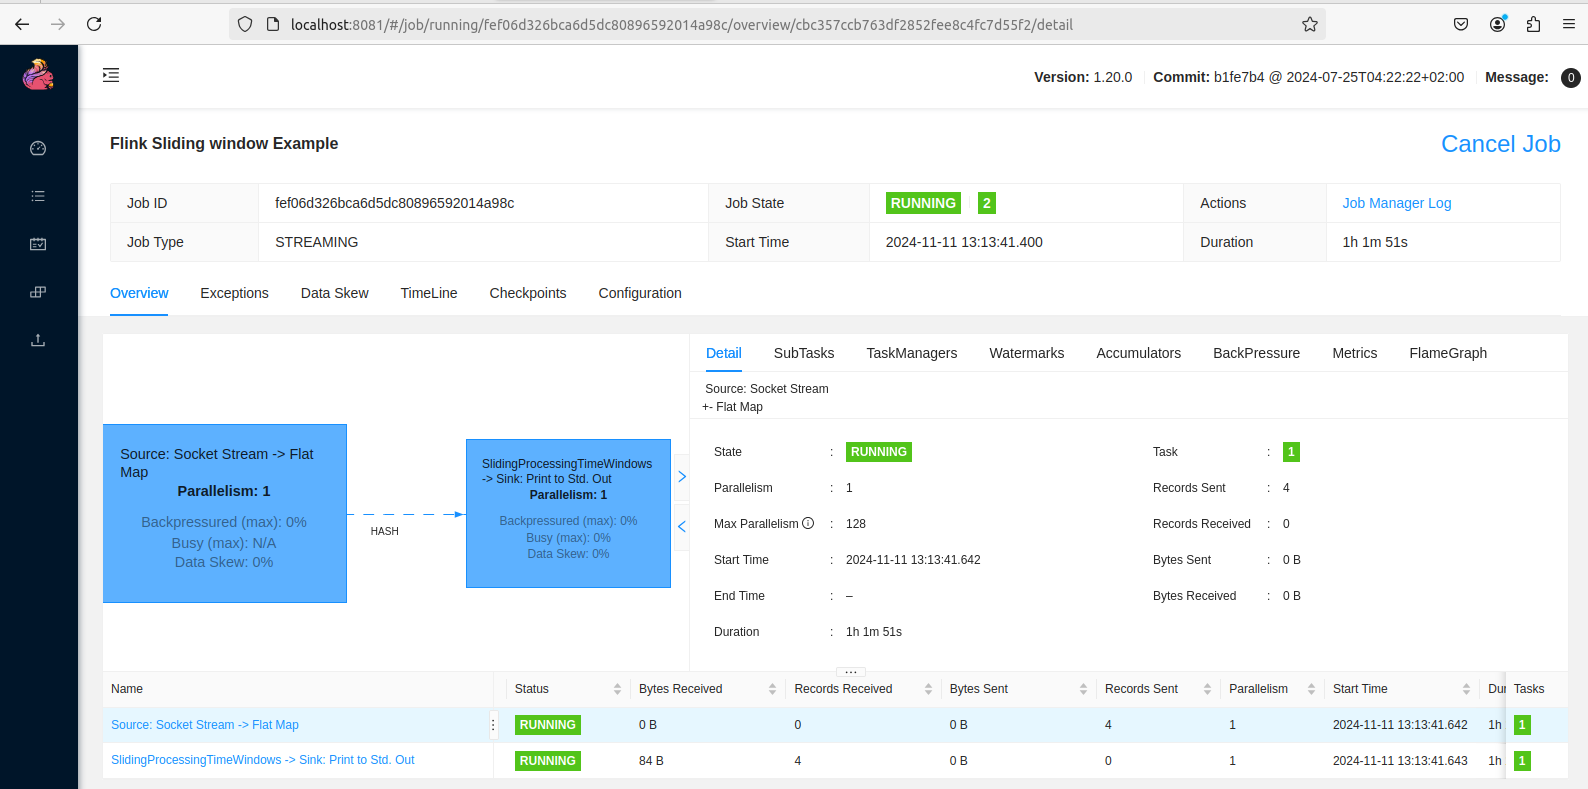 localhost:8081/#/job/running/fef06d326bca6d5dc80896592014a98c/overview/cbc357ccb763df2852fee8c4fc7d55f2/detail
Version: 1.20.0 Commit: b1fe7b4 @ 2024-07-25T04:22:22+02:00 Message: 0
Flink Sliding window Example
Cancel Job
Job ID fef06d326bca6d5dc80896592014a98c Job State RUNNING 2 Actions Job Manager Log
Job Type STREAMING Start Time 2024-11-11 13:13:41.400 Duration 1h 1m 51s
Overview Exceptions Data Skew TimeLine Checkpoints Configuration
Source: Socket Stream -> Flat
Map
Parallelism: 1
Backpressured (max): 0%
Busy (max): N/A
Data Skew: 0%
HASH
SlidingProcessingTimeWindows
-> Sink: Print to Std. Out
Parallelism: 1
Backpressured (max): 0%
Busy (max): 0%
Data Skew: 0%
Detail SubTasks TaskManagers Watermarks Accumulators BackPressure Metrics FlameGraph
Source: Socket Stream
+- Flat Map
State : RUNNING Task : 1
Parallelism : 1 Records Sent : 4
Max Parallelism : 128 Records Received : 0
Start Time : 2024-11-11 13:13:41.642 Bytes Sent : 0 B
End Time : – Bytes Received : 0 B
Duration : 1h 1m 51s
Name Status Bytes Received Records Received Bytes Sent Records Sent Parallelism Start Time Dur Tasks
Source: Socket Stream -> Flat Map RUNNING 0 B 0 0 B 4 1 2024-11-11 13:13:41.642 1h 1
SlidingProcessingTimeWindows -> Sink: Print to Std. Out RUNNING 84 B 4 0 B 0 1 2024-11-11 13:13:41.643 1h 1